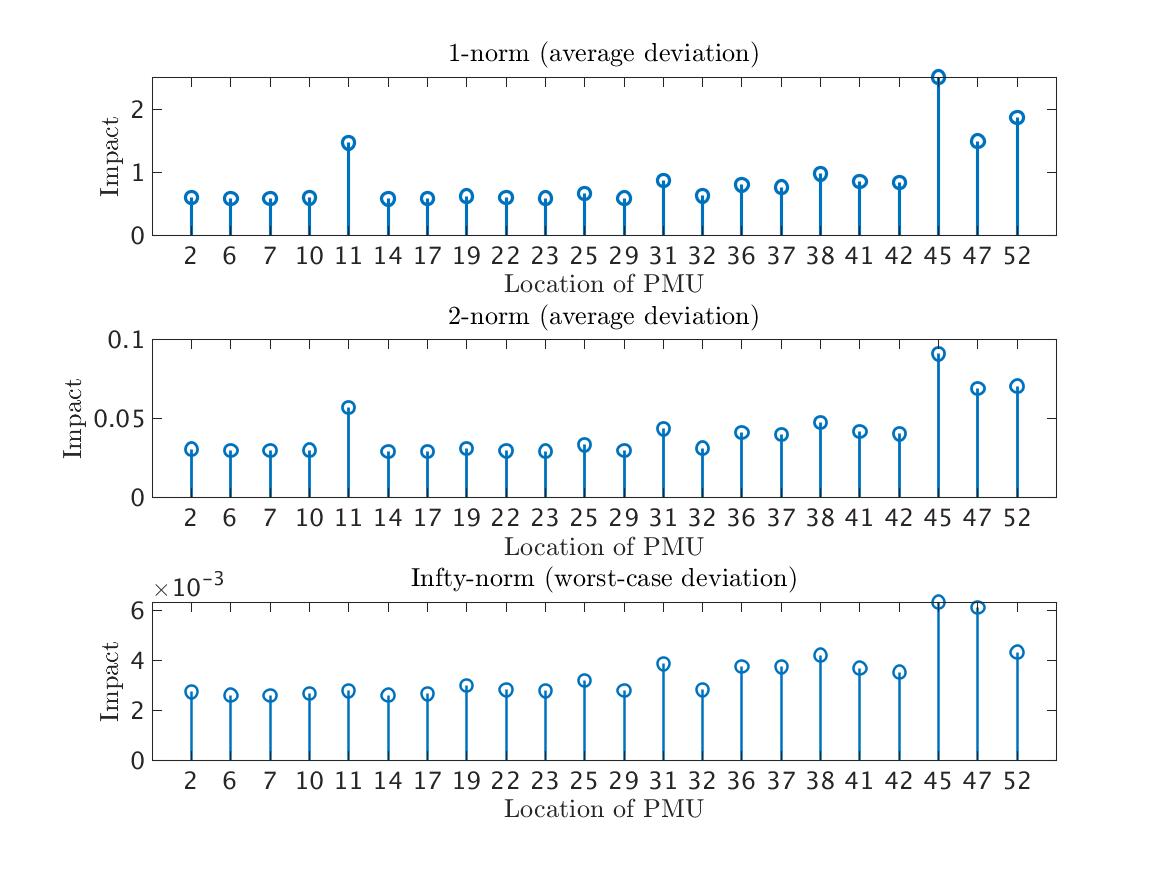 1-norm (average deviation)
Impact
2
1
0
2 6 7 10 11 14 17 19 22 23 25 29 31 32 36 37 38 41 42 45 47 52
Location of PMU
2-norm (average deviation)
Impact
0.1
0.05
0
2 6 7 10 11 14 17 19 22 23 25 29 31 32 36 37 38 41 42 45 47 52
Location of PMU
Infty-norm (worst-case deviation)
×10⁻³
Impact
6
4
2
0
2 6 7 10 11 14 17 19 22 23 25 29 31 32 36 37 38 41 42 45 47 52
Location of PMU